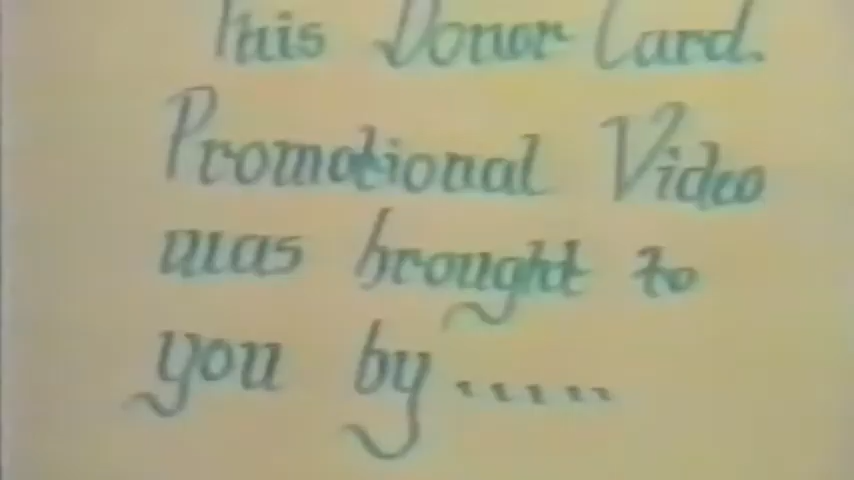 This Donor Card.
Promotional Video
was brought to
you by.....